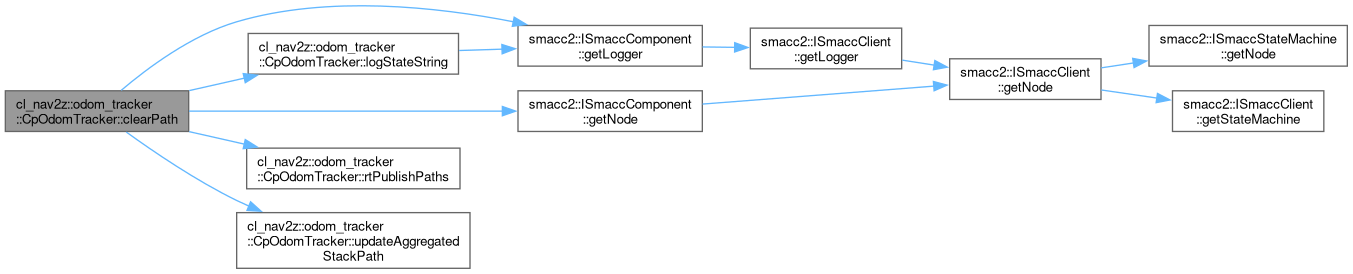 cl_nav2z::odom_tracker
::CpOdomTracker::clearPath
cl_nav2z::odom_tracker
::CpOdomTracker::logStateString
smacc2::ISmaccComponent
::getLogger
smacc2::ISmaccClient
::getLogger
smacc2::ISmaccClient
::getNode
smacc2::ISmaccStateMachine
::getNode
smacc2::ISmaccClient
::getStateMachine
smacc2::ISmaccComponent
::getNode
cl_nav2z::odom_tracker
::CpOdomTracker::rtPublishPaths
cl_nav2z::odom_tracker
::CpOdomTracker::updateAggregated
StackPath